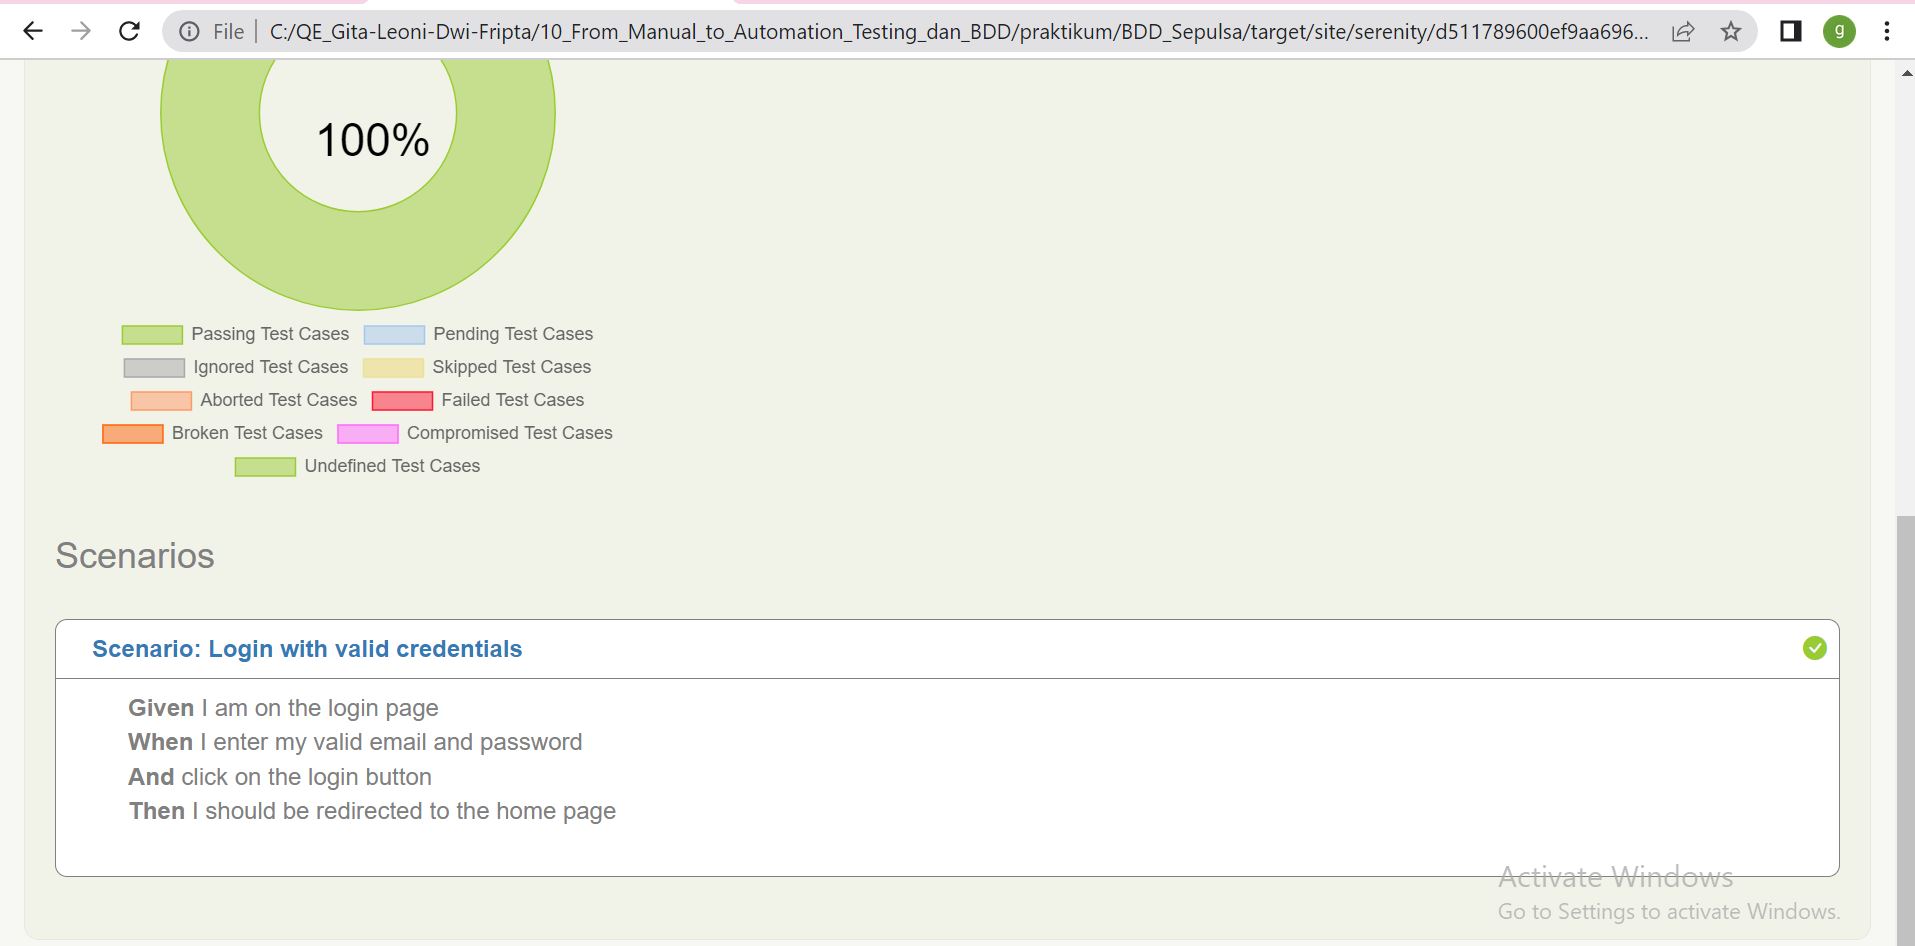 File C:/QE_Gita-Leoni-Dwi-Fripta/10_From_Manual_to_Automation_Testing_dan_BDD/praktikum/BDD_Sepulsa/target/site/serenity/d511789600ef9aa696... g
100%
Passing Test Cases Pending Test Cases
Ignored Test Cases Skipped Test Cases
Aborted Test Cases Failed Test Cases
Broken Test Cases Compromised Test Cases
Undefined Test Cases
Scenarios
Scenario: Login with valid credentials
Given I am on the login page
When I enter my valid email and password
And click on the login button
Then I should be redirected to the home page
Activate Windows
Go to Settings to activate Windows.